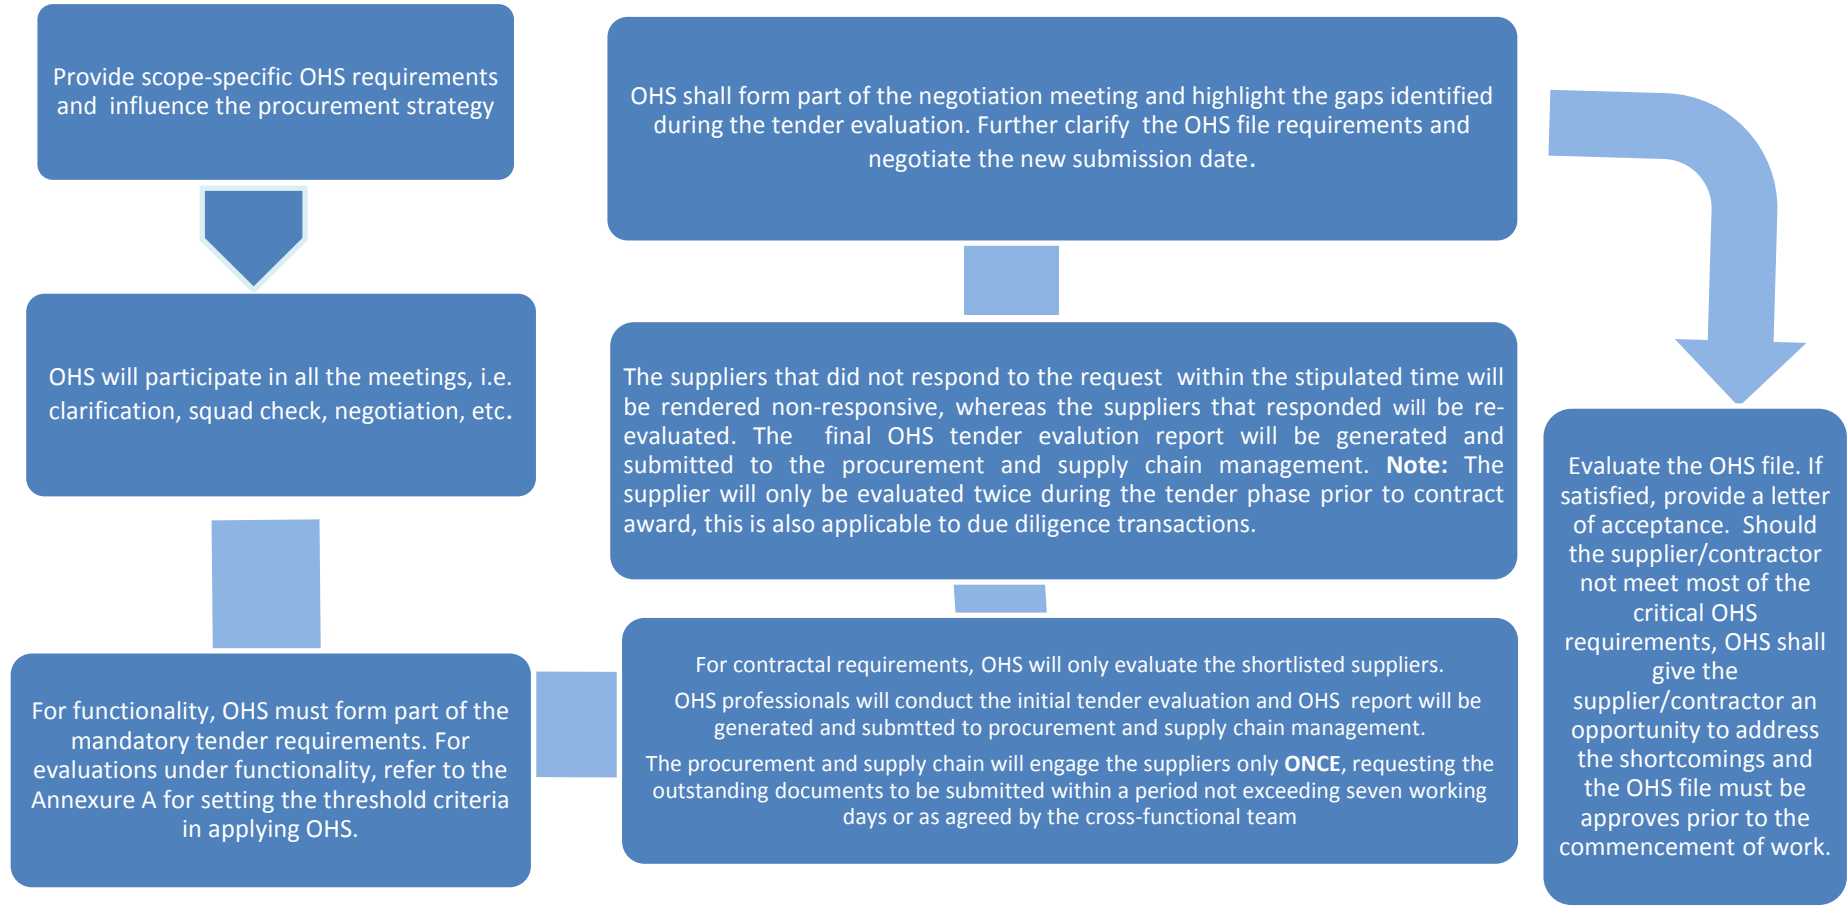 Provide scope-specific OHS requirements
and influence the procurement strategy
OHS will participate in all the meetings, i.e.
clarification, squad check, negotiation, etc.
For functionality, OHS must form part of the
mandatory tender requirements. For
evaluations under functionality, refer to the
Annexure A for setting the threshold criteria
in applying OHS.
For contractal requirements, OHS will only evaluate the shortlisted suppliers.
OHS professionals will conduct the initial tender evaluation and OHS report will be
generated and submtted to procurement and supply chain management.
The procurement and supply chain will engage the suppliers only ONCE, requesting the
outstanding documents to be submitted within a period not exceeding seven working
days or as agreed by the cross-functional team
The suppliers that did not respond to the request within the stipulated time will
be rendered non-responsive, whereas the suppliers that responded will be re-
evaluated. The final OHS tender evalution report will be generated and
submitted to the procurement and supply chain management. Note: The
supplier will only be evaluated twice during the tender phase prior to contract
award, this is also applicable to due diligence transactions.
OHS shall form part of the negotiation meeting and highlight the gaps identified
during the tender evaluation. Further clarify the OHS file requirements and
negotiate the new submission date.
Evaluate the OHS file. If
satisfied, provide a letter
of acceptance. Should
the supplier/contractor
not meet most of the
critical OHS
requirements, OHS shall
give the
supplier/contractor an
opportunity to address
the shortcomings and
the OHS file must be
approves prior to the
commencement of work.